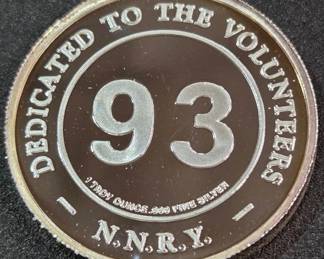 DEDICATED TO THE VOLUNTEERS
93
1 TROY OUNCE .999 FINE SILVER
N.N.R.Y.